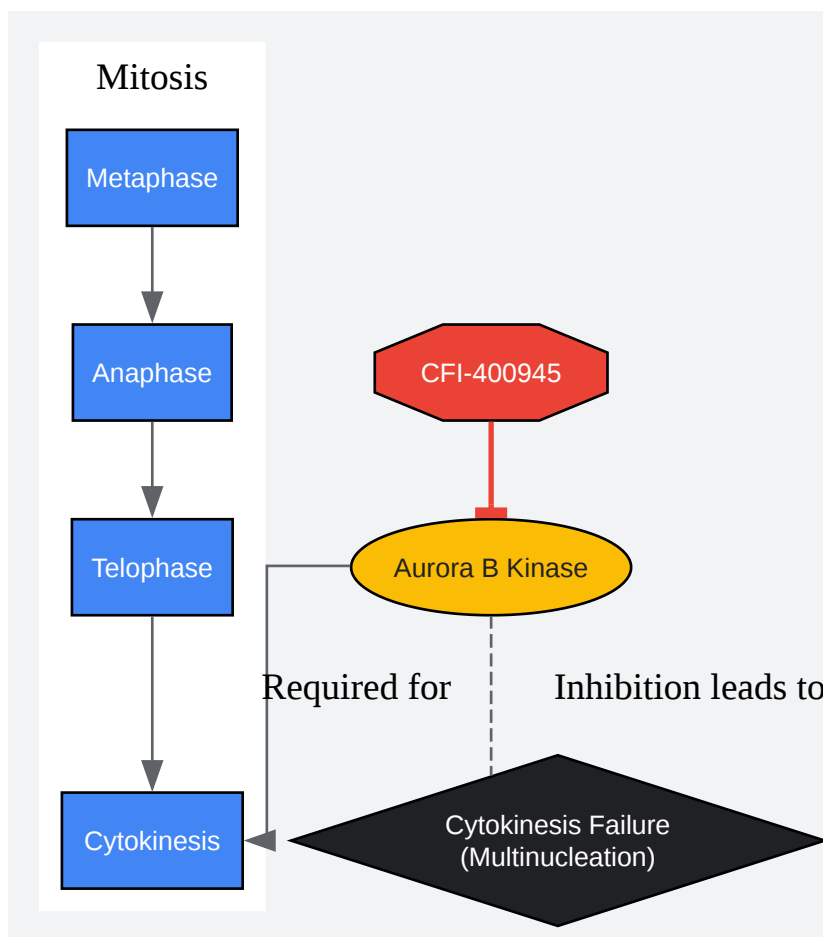 Mitosis
Metaphase
Anaphase
CFI-400945
Telophase
Aurora B Kinase
Required for
Inhibition leads to
Cytokinesis
Cytokinesis Failure
(Multinucleation)